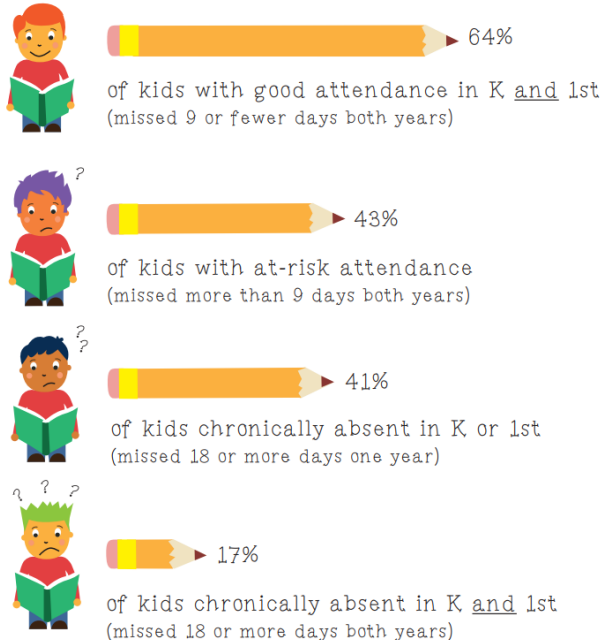 64%
of kids with good attendance in K and 1st
(missed 9 or fewer days both years)
?
43%
of kids with at-risk attendance
(missed more than 9 days both years)
?
?
41%
of kids chronically absent in K or 1st
(missed 18 or more days one year)
? ? ?
17%
of kids chronically absent in K and 1st
(missed 18 or more days both years)